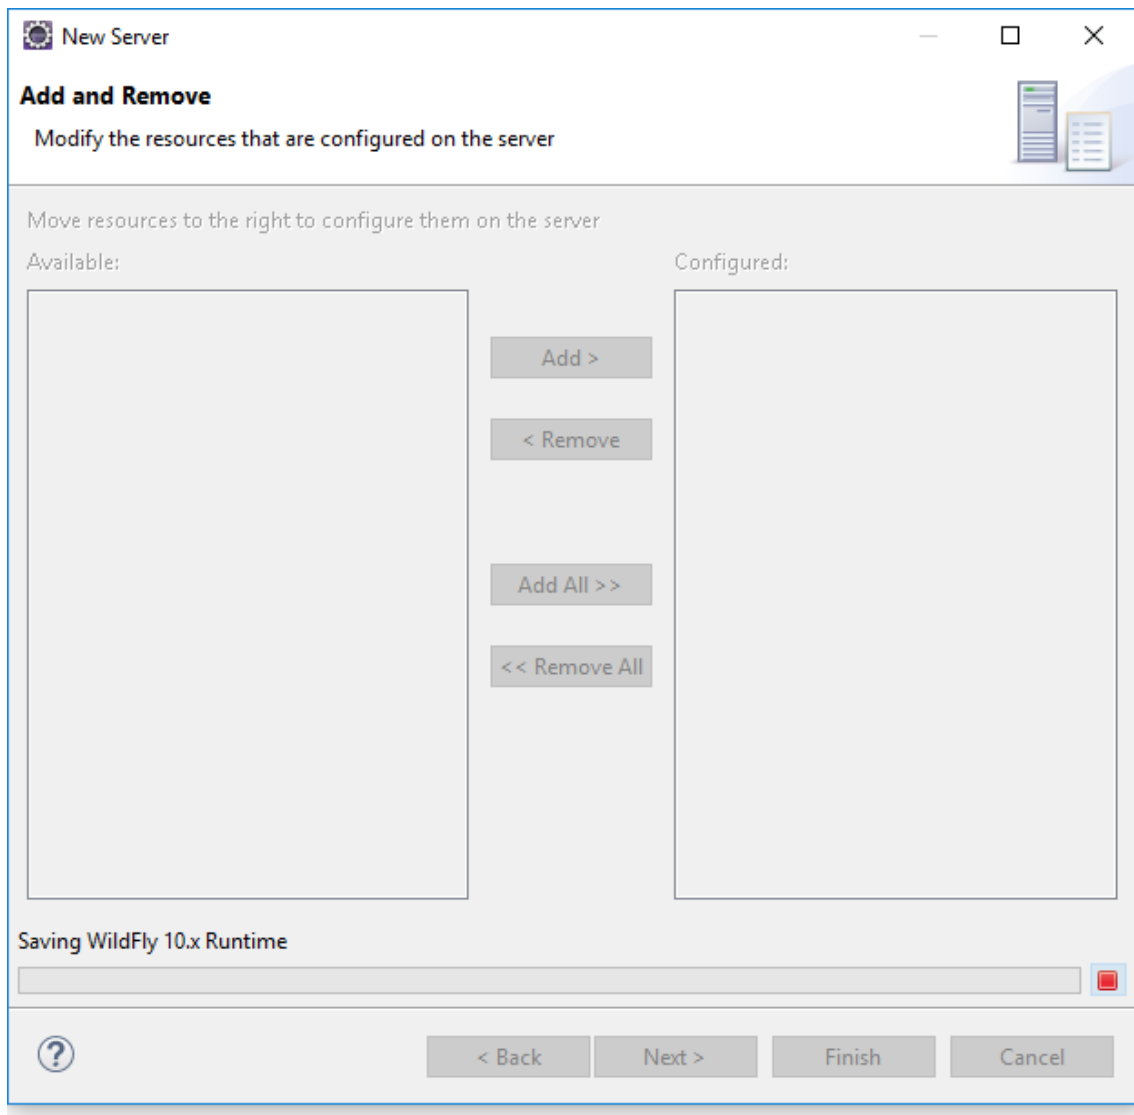 New Server
Add and Remove
Modify the resources that are configured on the server
Move resources to the right to configure them on the server
Available:
Configured:
Add >
< Remove
Add All >>
<< Remove All
Saving WildFly 10.x Runtime
?
< Back
Next >
Finish
Cancel